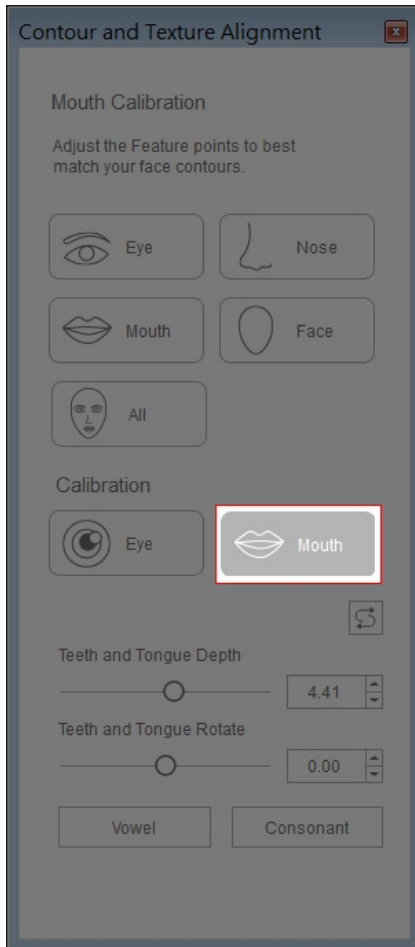 Contour and Texture Alignment
x
Mouth Calibration
Adjust the Feature points to best
match your face contours.
Eye
Nose
Mouth
Face
All
Calibration
Eye
Mouth
Teeth and Tongue Depth
4.41
Teeth and Tongue Rotate
0.00
Vowel
Consonant